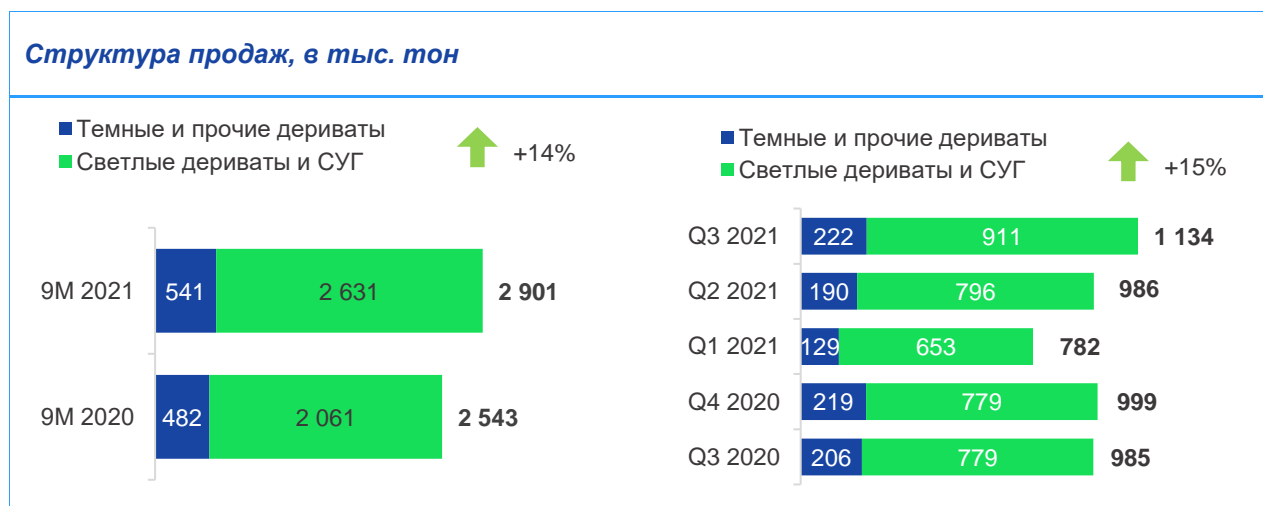 Структура продаж, в тыс. тон
Темные и прочие дериваты
Светлые дериваты и СУГ
+14%
9М 2021
541
2 631
2 901
9М 2020
482
2 061
2 543
Темные и прочие дериваты
Светлые дериваты и СУГ
+15%
Q3 2021
222
911
1 134
Q2 2021
190
796
986
Q1 2021
129
653
782
Q4 2020
219
779
999
Q3 2020
206
779
985